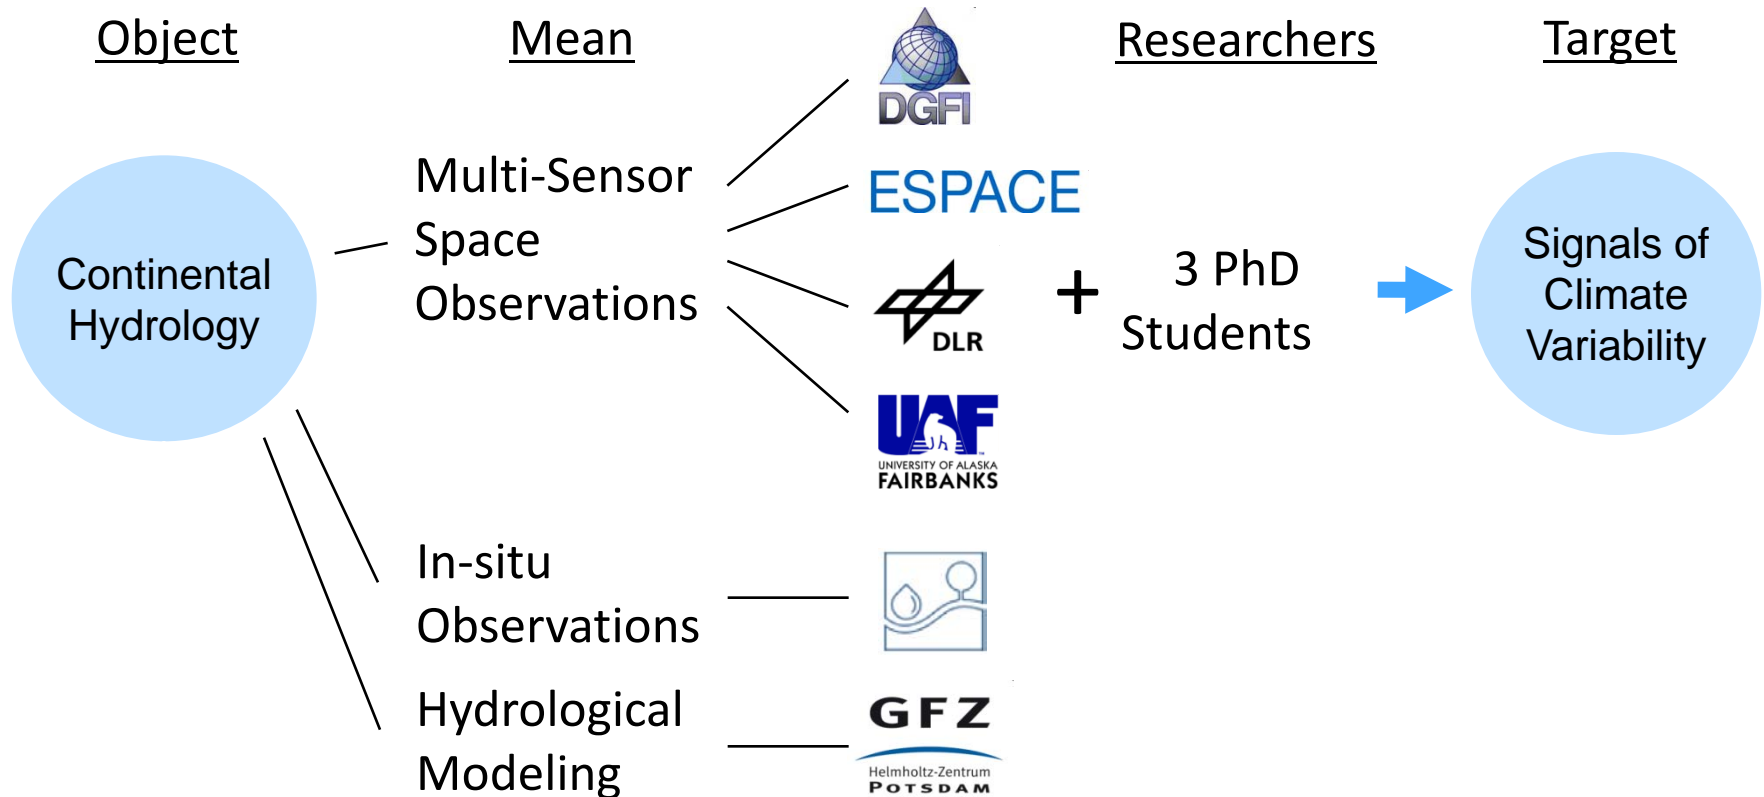 Object
Mean
Researchers
Target
Continental
Hydrology
Multi-Sensor
Space
Observations
In-situ
Observations
Hydrological
Modeling
DGFI
ESPACE
DLR
UAF
UNIVERSITY OF ALASKA
FAIRBANKS
GFZ
Helmholtz-Zentrum
POTSDAM
+
3 PhD
Students
Signals of
Climate
Variability